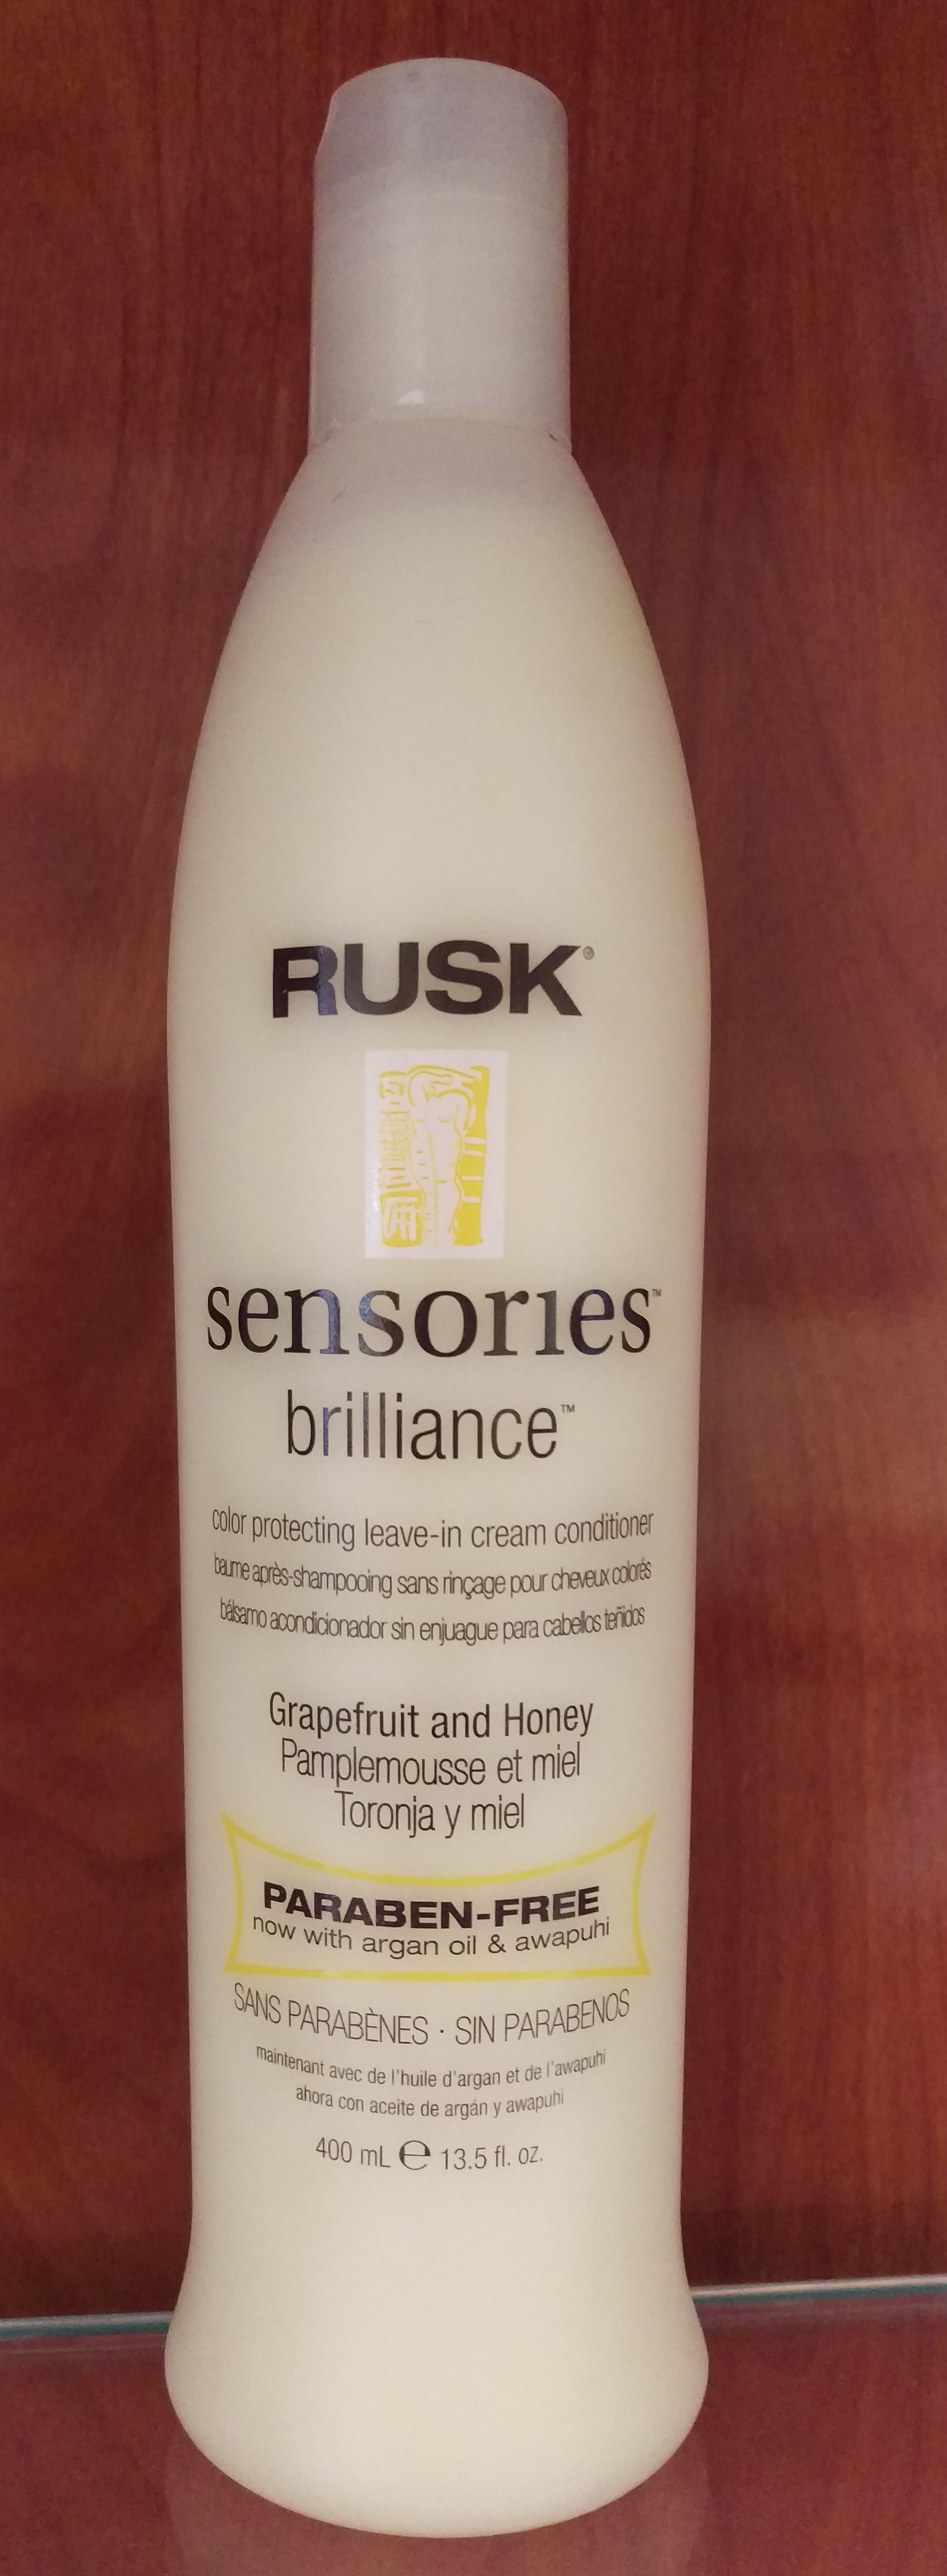 RUSK®
sensories™
brilliance™
color protecting leave-in cream conditioner
baume après-shampooing sans rinçage pour cheveux colorés
bálsamo acondicionador sin enjuague para cabellos teñidos
Grapefruit and Honey
Pamplemousse et miel
Toronja y miel
PARABEN-FREE
now with argan oil & awapuhi
SANS PARABÈNES · SIN PARABENOS
maintenant avec de l'huile d'argan et de l'awapuhi
ahora con aceite de argán y awapuhi
400 mL ℮ 13.5 fl. oz.